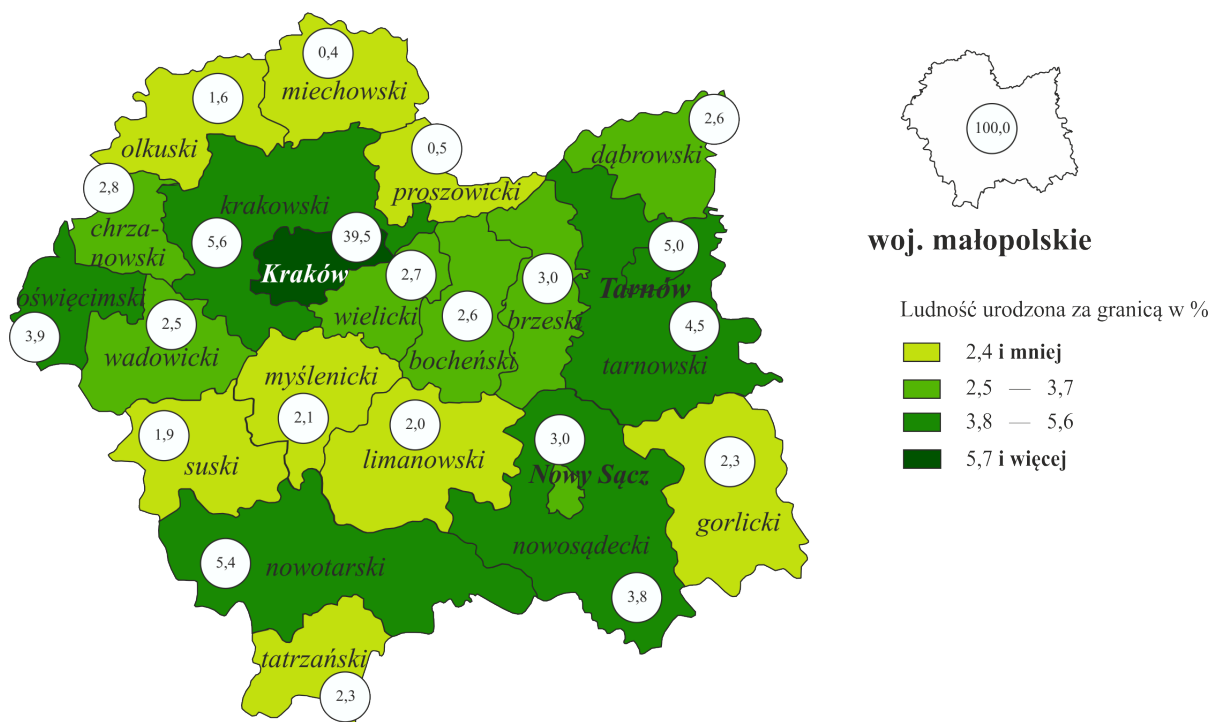 0,4
miechowski
1,6
olkuski
0,5
proszowicki
2,6
dąbrowski
2,8
chrza-
nowski
krakowski
5,6
39,5
Kraków
2,7
wielicki
2,6
bocheński
3,0
brzeski
5,0
Tarnów
4,5
tarnowski
oświęcimski
3,9
2,5
wadowicki
myślenicki
2,1
1,9
suski
2,0
limanowski
3,0
Nowy Sącz
2,3
gorlicki
nowosądecki
3,8
5,4
nowotarski
tatrzański
2,3
100,0
woj. małopolskie
Ludność urodzona za granicą w %
2,4 i mniej
2,5 — 3,7
3,8 — 5,6
5,7 i więcej